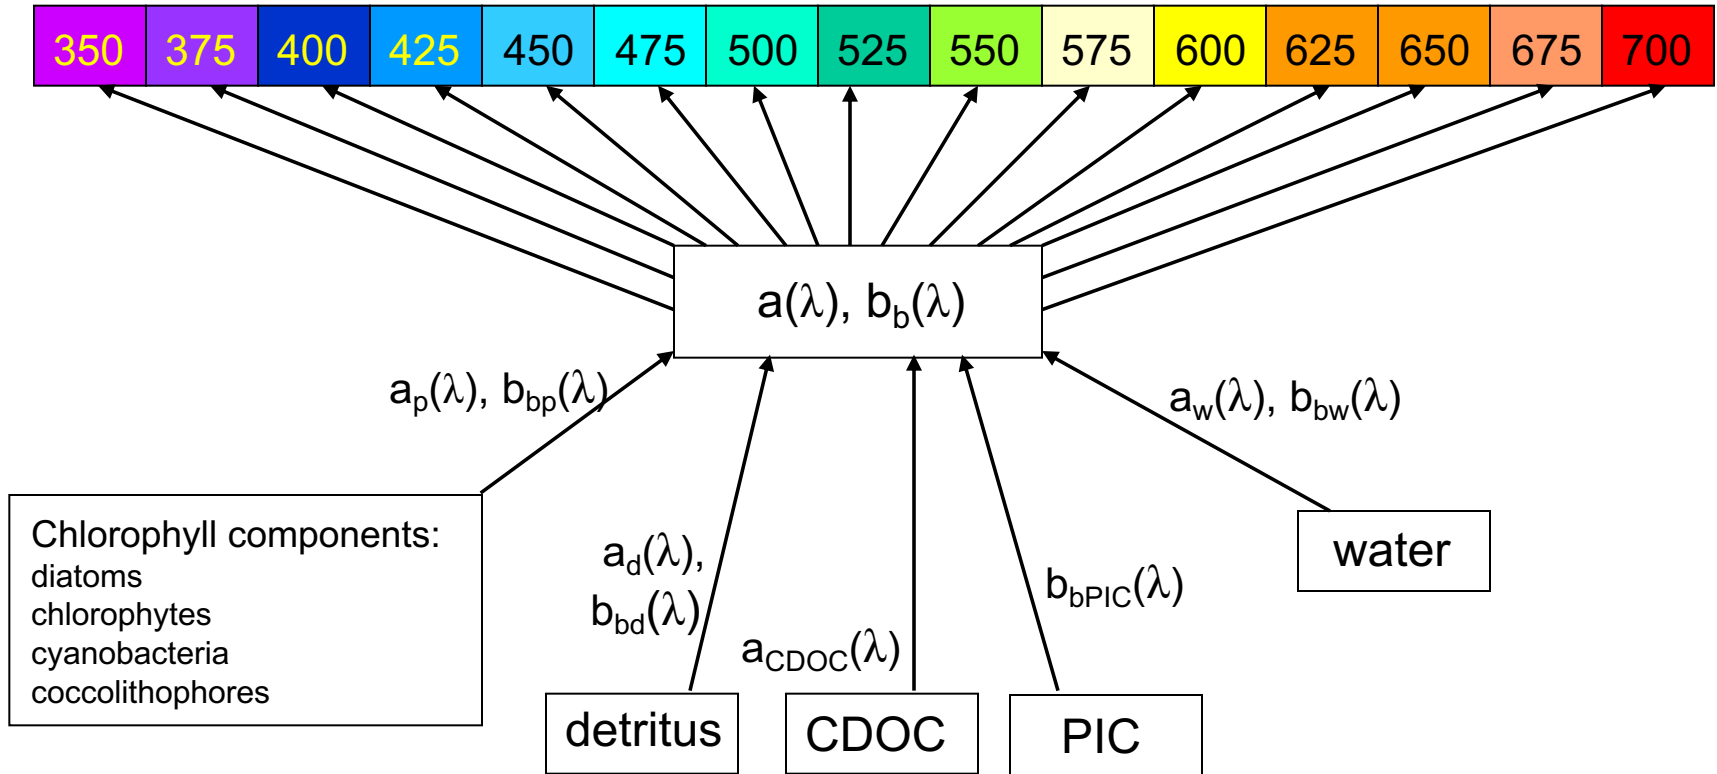 350 375 400 425 450 475 500 525 550 575 600 625 650 675 700
a(λ), b_b(λ)
a_p(λ), b_bp(λ)
a_w(λ), b_bw(λ)
Chlorophyll components:
diatoms
chlorophytes
cyanobacteria
coccolithophores
a_d(λ),
b_bd(λ)
a_CDOC(λ)
b_bPIC(λ)
water
detritus
CDOC
PIC